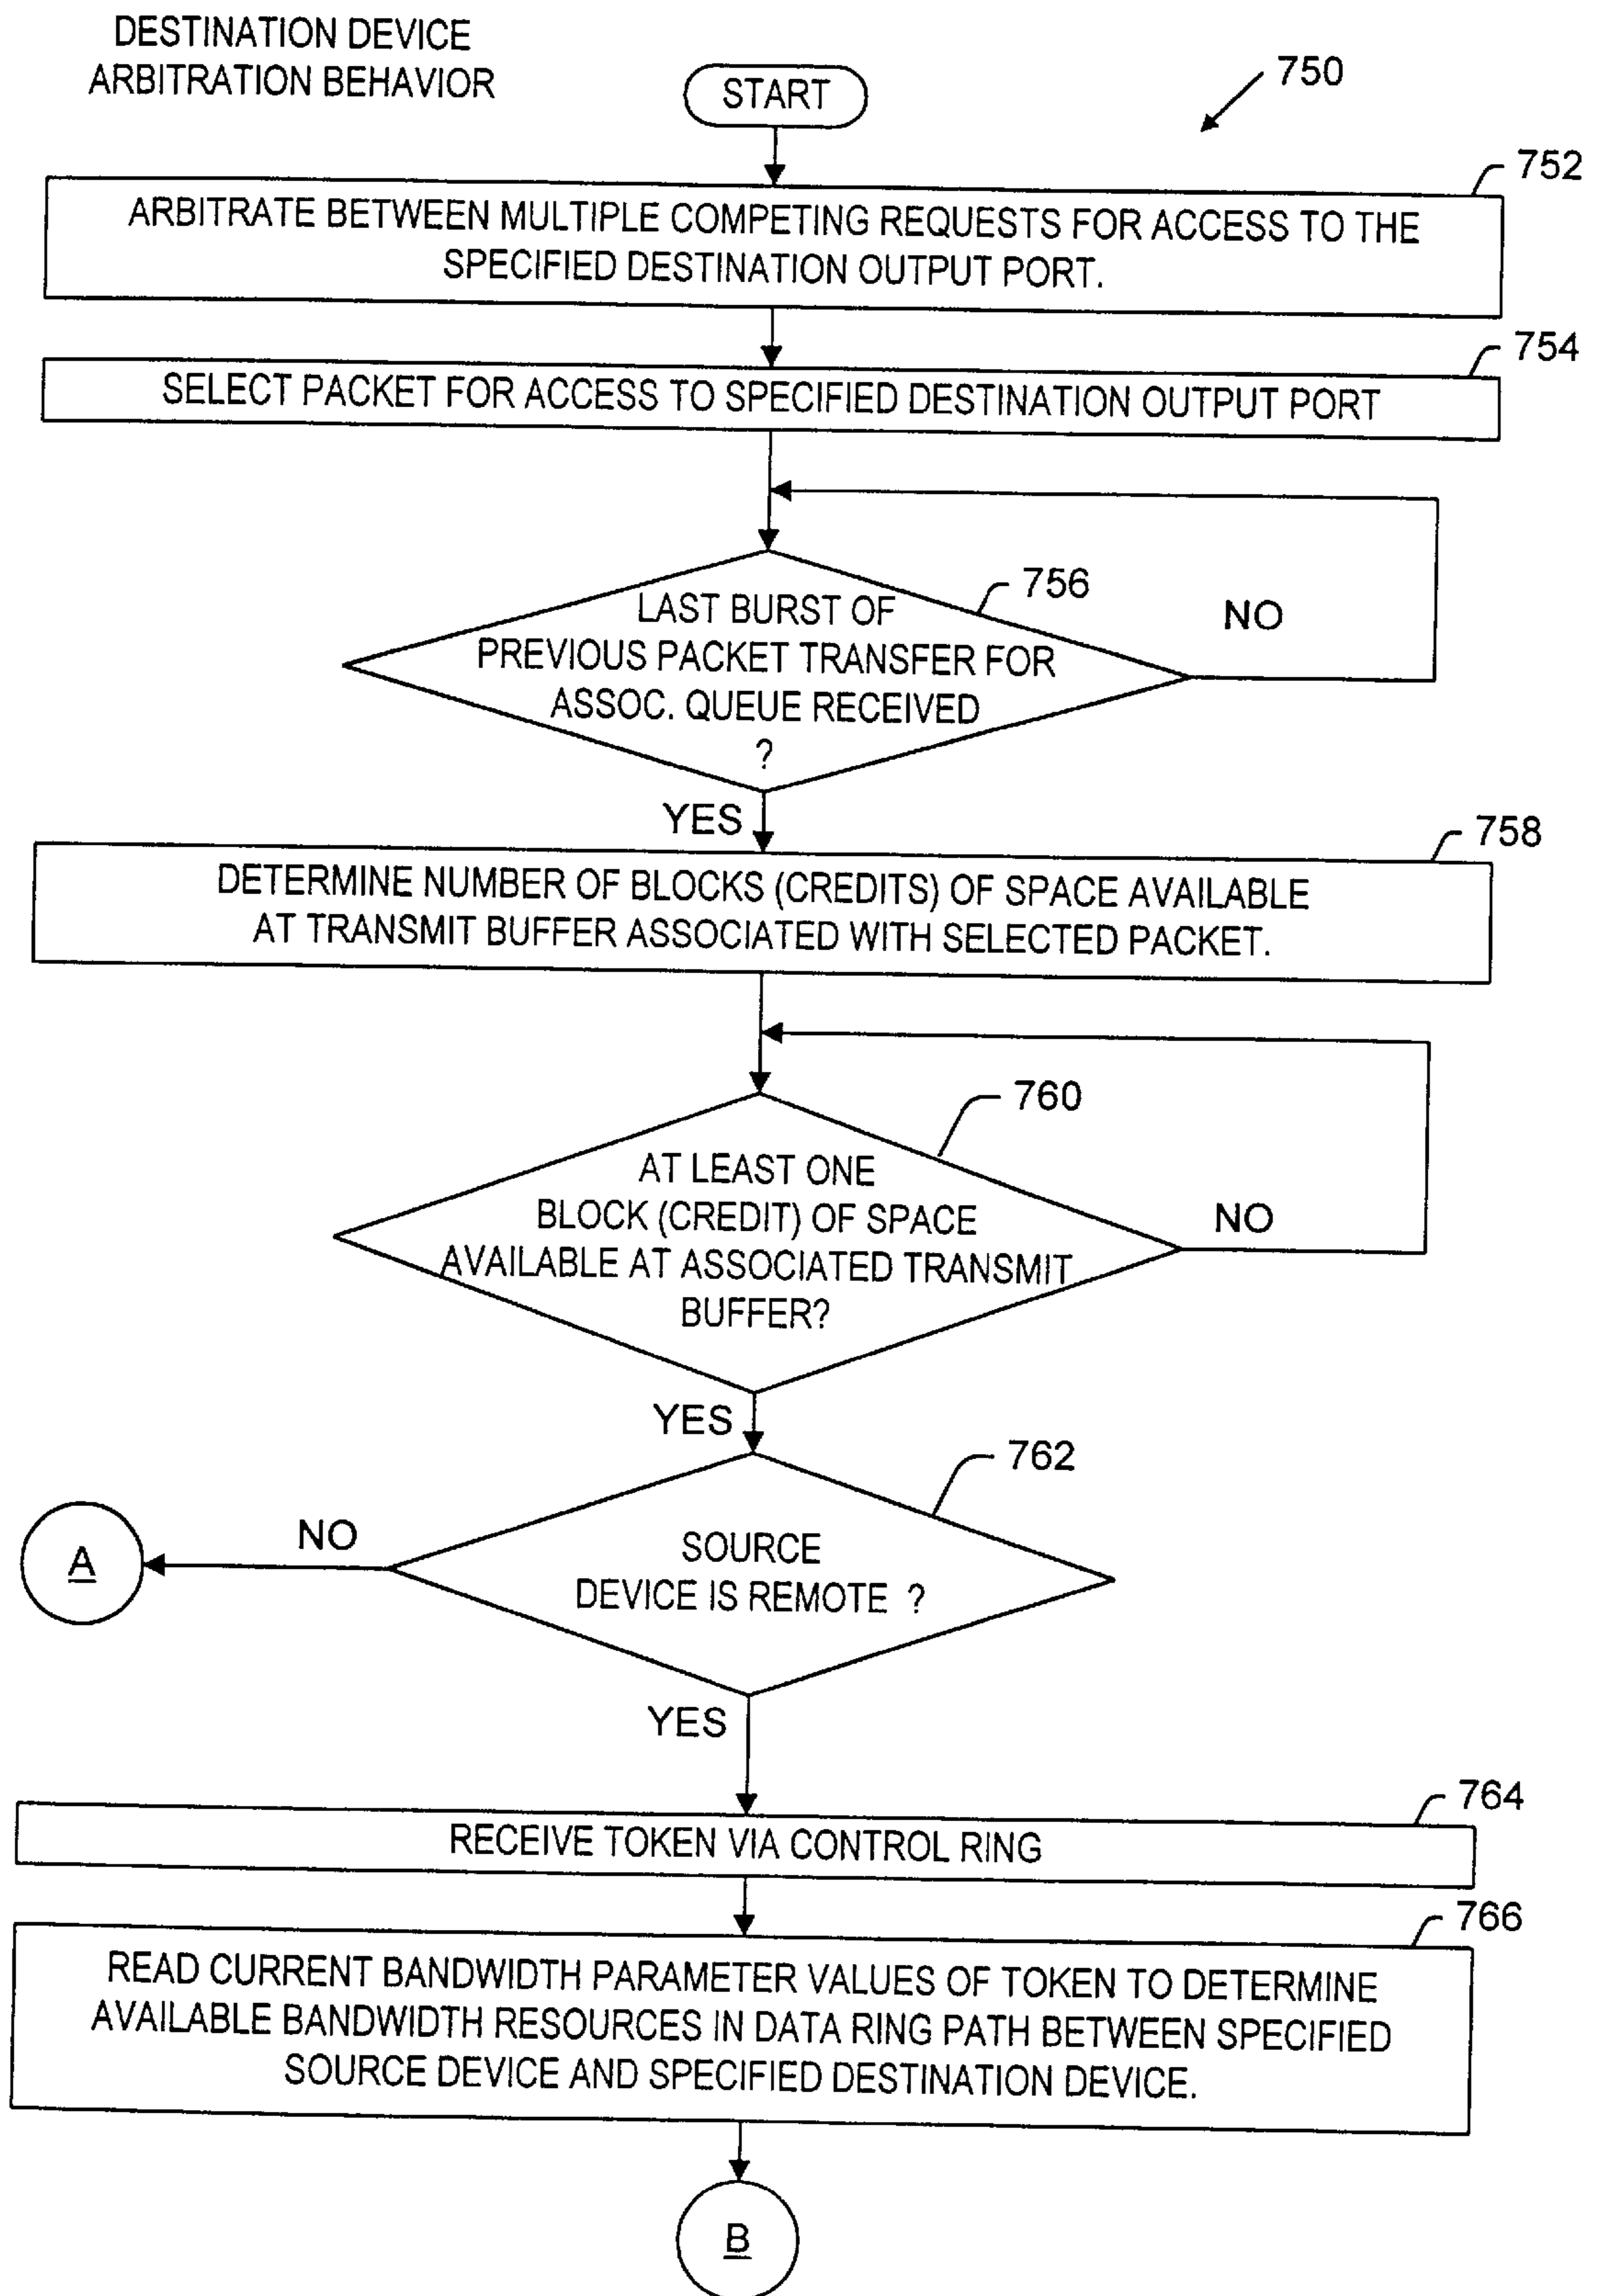 DESTINATION DEVICE
ARBITRATION BEHAVIOR
START
750
752
ARBITRATE BETWEEN MULTIPLE COMPETING REQUESTS FOR ACCESS TO THE
SPECIFIED DESTINATION OUTPUT PORT.
754
SELECT PACKET FOR ACCESS TO SPECIFIED DESTINATION OUTPUT PORT
756
LAST BURST OF
PREVIOUS PACKET TRANSFER FOR
ASSOC. QUEUE RECEIVED
?
NO
YES
758
DETERMINE NUMBER OF BLOCKS (CREDITS) OF SPACE AVAILABLE
AT TRANSMIT BUFFER ASSOCIATED WITH SELECTED PACKET.
760
AT LEAST ONE
BLOCK (CREDIT) OF SPACE
AVAILABLE AT ASSOCIATED TRANSMIT
BUFFER?
NO
YES
762
SOURCE
DEVICE IS REMOTE ?
NO
A
YES
764
RECEIVE TOKEN VIA CONTROL RING
766
READ CURRENT BANDWIDTH PARAMETER VALUES OF TOKEN TO DETERMINE
AVAILABLE BANDWIDTH RESOURCES IN DATA RING PATH BETWEEN SPECIFIED
SOURCE DEVICE AND SPECIFIED DESTINATION DEVICE.
B